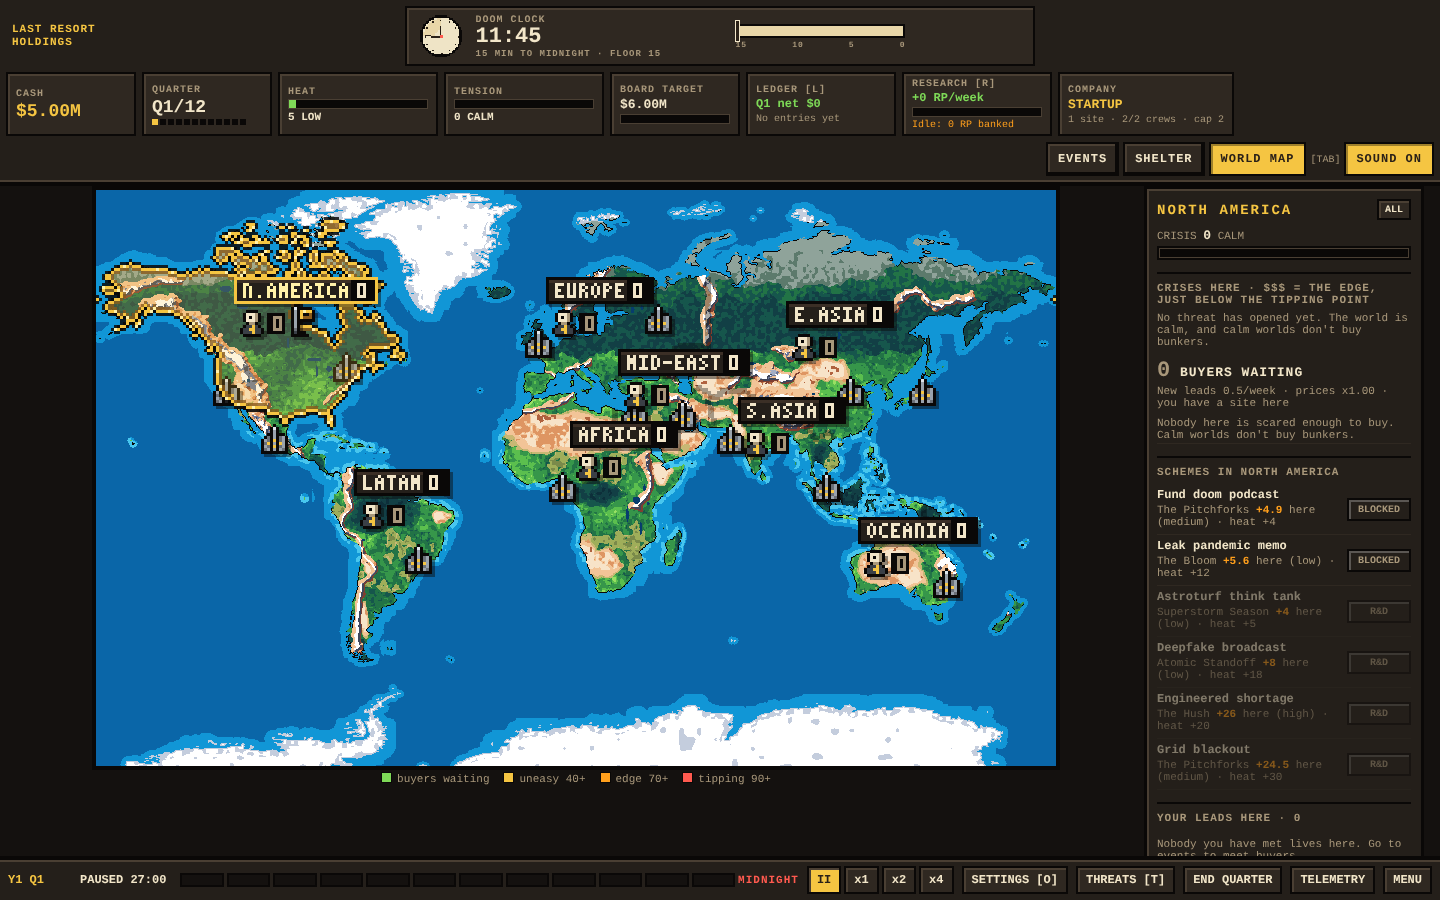 LAST RESORT
HOLDINGS
DOOM CLOCK
11:45
15 MIN TO MIDNIGHT · FLOOR 15
15 10 5 0
CASH
$5.00M
QUARTER
Q1/12
HEAT
5 LOW
TENSION
0 CALM
BOARD TARGET
$6.00M
LEDGER [L]
Q1 net $0
No entries yet
RESEARCH [R]
+0 RP/week
Idle: 0 RP banked
COMPANY
STARTUP
1 site · 2/2 crews · cap 2
EVENTS
SHELTER
WORLD MAP
[TAB]
SOUND ON
N.AMERICA 0
0
EUROPE 0
0
E.ASIA 0
0
MID-EAST 0
0
S.ASIA 0
0
AFRICA 0
0
LATAM 0
0
OCEANIA 0
0
buyers waiting
uneasy 40+
edge 70+
tipping 90+
NORTH AMERICA
ALL
CRISIS 0 CALM
CRISES HERE · $$$ = THE EDGE,
JUST BELOW THE TIPPING POINT
No threat has opened yet. The world is
calm, and calm worlds don't buy
bunkers.
0 BUYERS WAITING
New leads 0.5/week · prices x1.00 ·
you have a site here
Nobody here is scared enough to buy.
Calm worlds don't buy bunkers.
SCHEMES IN NORTH AMERICA
Fund doom podcast
The Pitchforks +4.9 here
(medium) · heat +4
BLOCKED
Leak pandemic memo
The Bloom +5.6 here (low) ·
heat +12
BLOCKED
Astroturf think tank
Superstorm Season +4 here
(low) · heat +5
R&D
Deepfake broadcast
Atomic Standoff +8 here
(low) · heat +18
R&D
Engineered shortage
The Hush +26 here (high) ·
heat +20
R&D
Grid blackout
The Pitchforks +24.5 here
(medium) · heat +30
R&D
YOUR LEADS HERE · 0
Nobody you have met lives here. Go to
events to meet buyers
Y1 Q1
PAUSED 27:00
MIDNIGHT
II
x1
x2
x4
SETTINGS [O]
THREATS [T]
END QUARTER
TELEMETRY
MENU